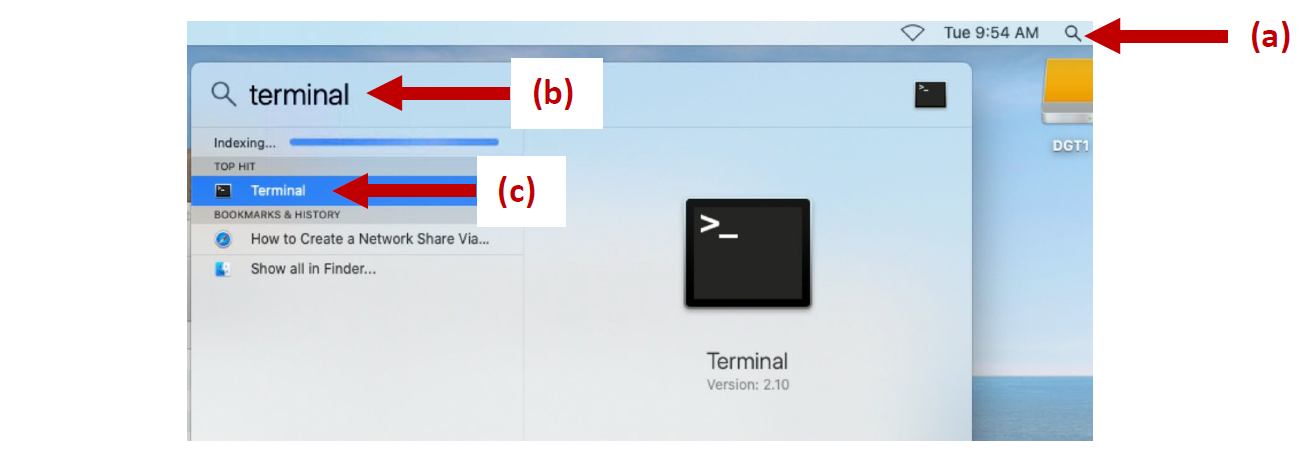 Tue 9:54 AM
(a)
terminal
(b)
>_
Indexing...
DGT1
TOP HIT
Terminal
(c)
BOOKMARKS & HISTORY
How to Create a Network Share Via...
Show all in Finder...
>_
Terminal
Version: 2.10